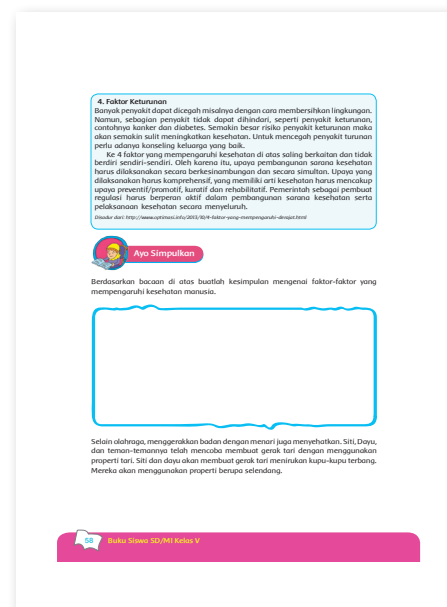 4. Faktor Keturunan
Banyak penyakit dapat dicegah misalnya dengan cara membersihkan lingkungan.
Namun, sebagian penyakit tidak dapat dihindari, seperti penyakit keturunan,
contohnya kanker dan diabetes. Semakin besar risiko penyakit keturunan maka
akan semakin sulit meningkatkan kesehatan. Untuk mencegah penyakit turunan
perlu adanya konseling keluarga yang baik.
Ke 4 faktor yang mempengaruhi kesehatan di atas saling berkaitan dan tidak
berdiri sendiri-sendiri. Oleh karena itu, upaya pembangunan sarana kesehatan
harus dilaksanakan secara berkesinambungan dan secara simultan. Upaya yang
dilaksanakan harus komprehensif, yang memiliki arti kesehatan harus mencakup
upaya preventif/promotif, kuratif dan rehabilitatif. Pemerintah sebagai pembuat
regulasi harus berperan aktif dalam pembangunan sarana kesehatan serta
pelaksanaan kesehatan secara menyeluruh.
Disadur dari: http://www.optimasi.info/2013/10/4-faktor-yang-mempengaruhi-derajat.html
Ayo Simpulkan
Berdasarkan bacaan di atas buatlah kesimpulan mengenai faktor-faktor yang
mempengaruhi kesehatan manusia.
Selain olahraga, menggerakkan badan dengan menari juga menyehatkan. Siti, Dayu,
dan teman-temannya telah mencoba membuat gerak tari dengan menggunakan
properti tari. Siti dan dayu akan membuat gerak tari menirukan kupu-kupu terbang.
Mereka akan menggunakan properti berupa selendang.
58 Buku Siswa SD/MI Kelas V